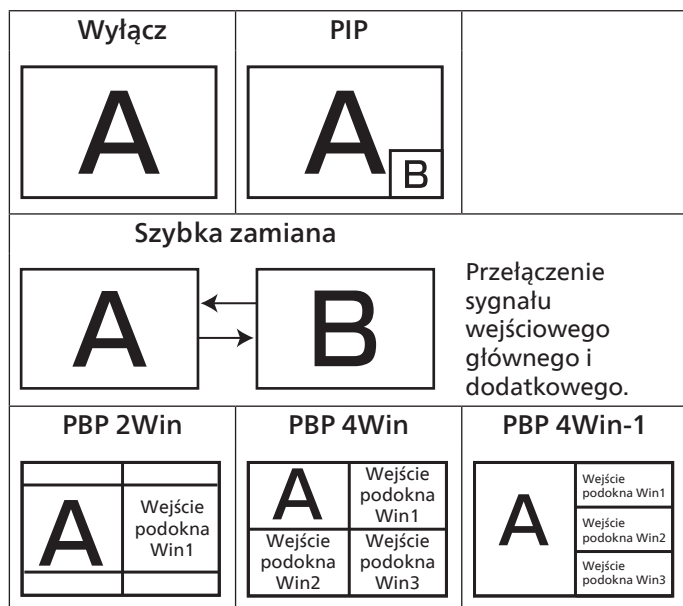 Wyłącz
PIP
A
A
B
Szybka zamiana
A
B
Przełączenie
sygnału
wejściowego
głównego i
dodatkowego.
PBP 2Win
PBP 4Win
PBP 4Win-1
A
Wejście
podokna
Win1
A
Wejście
podokna
Win1
Wejście
podokna
Win2
Wejście
podokna
Win3
A
Wejście
podokna Win1
Wejście
podokna Win2
Wejście
podokna Win3